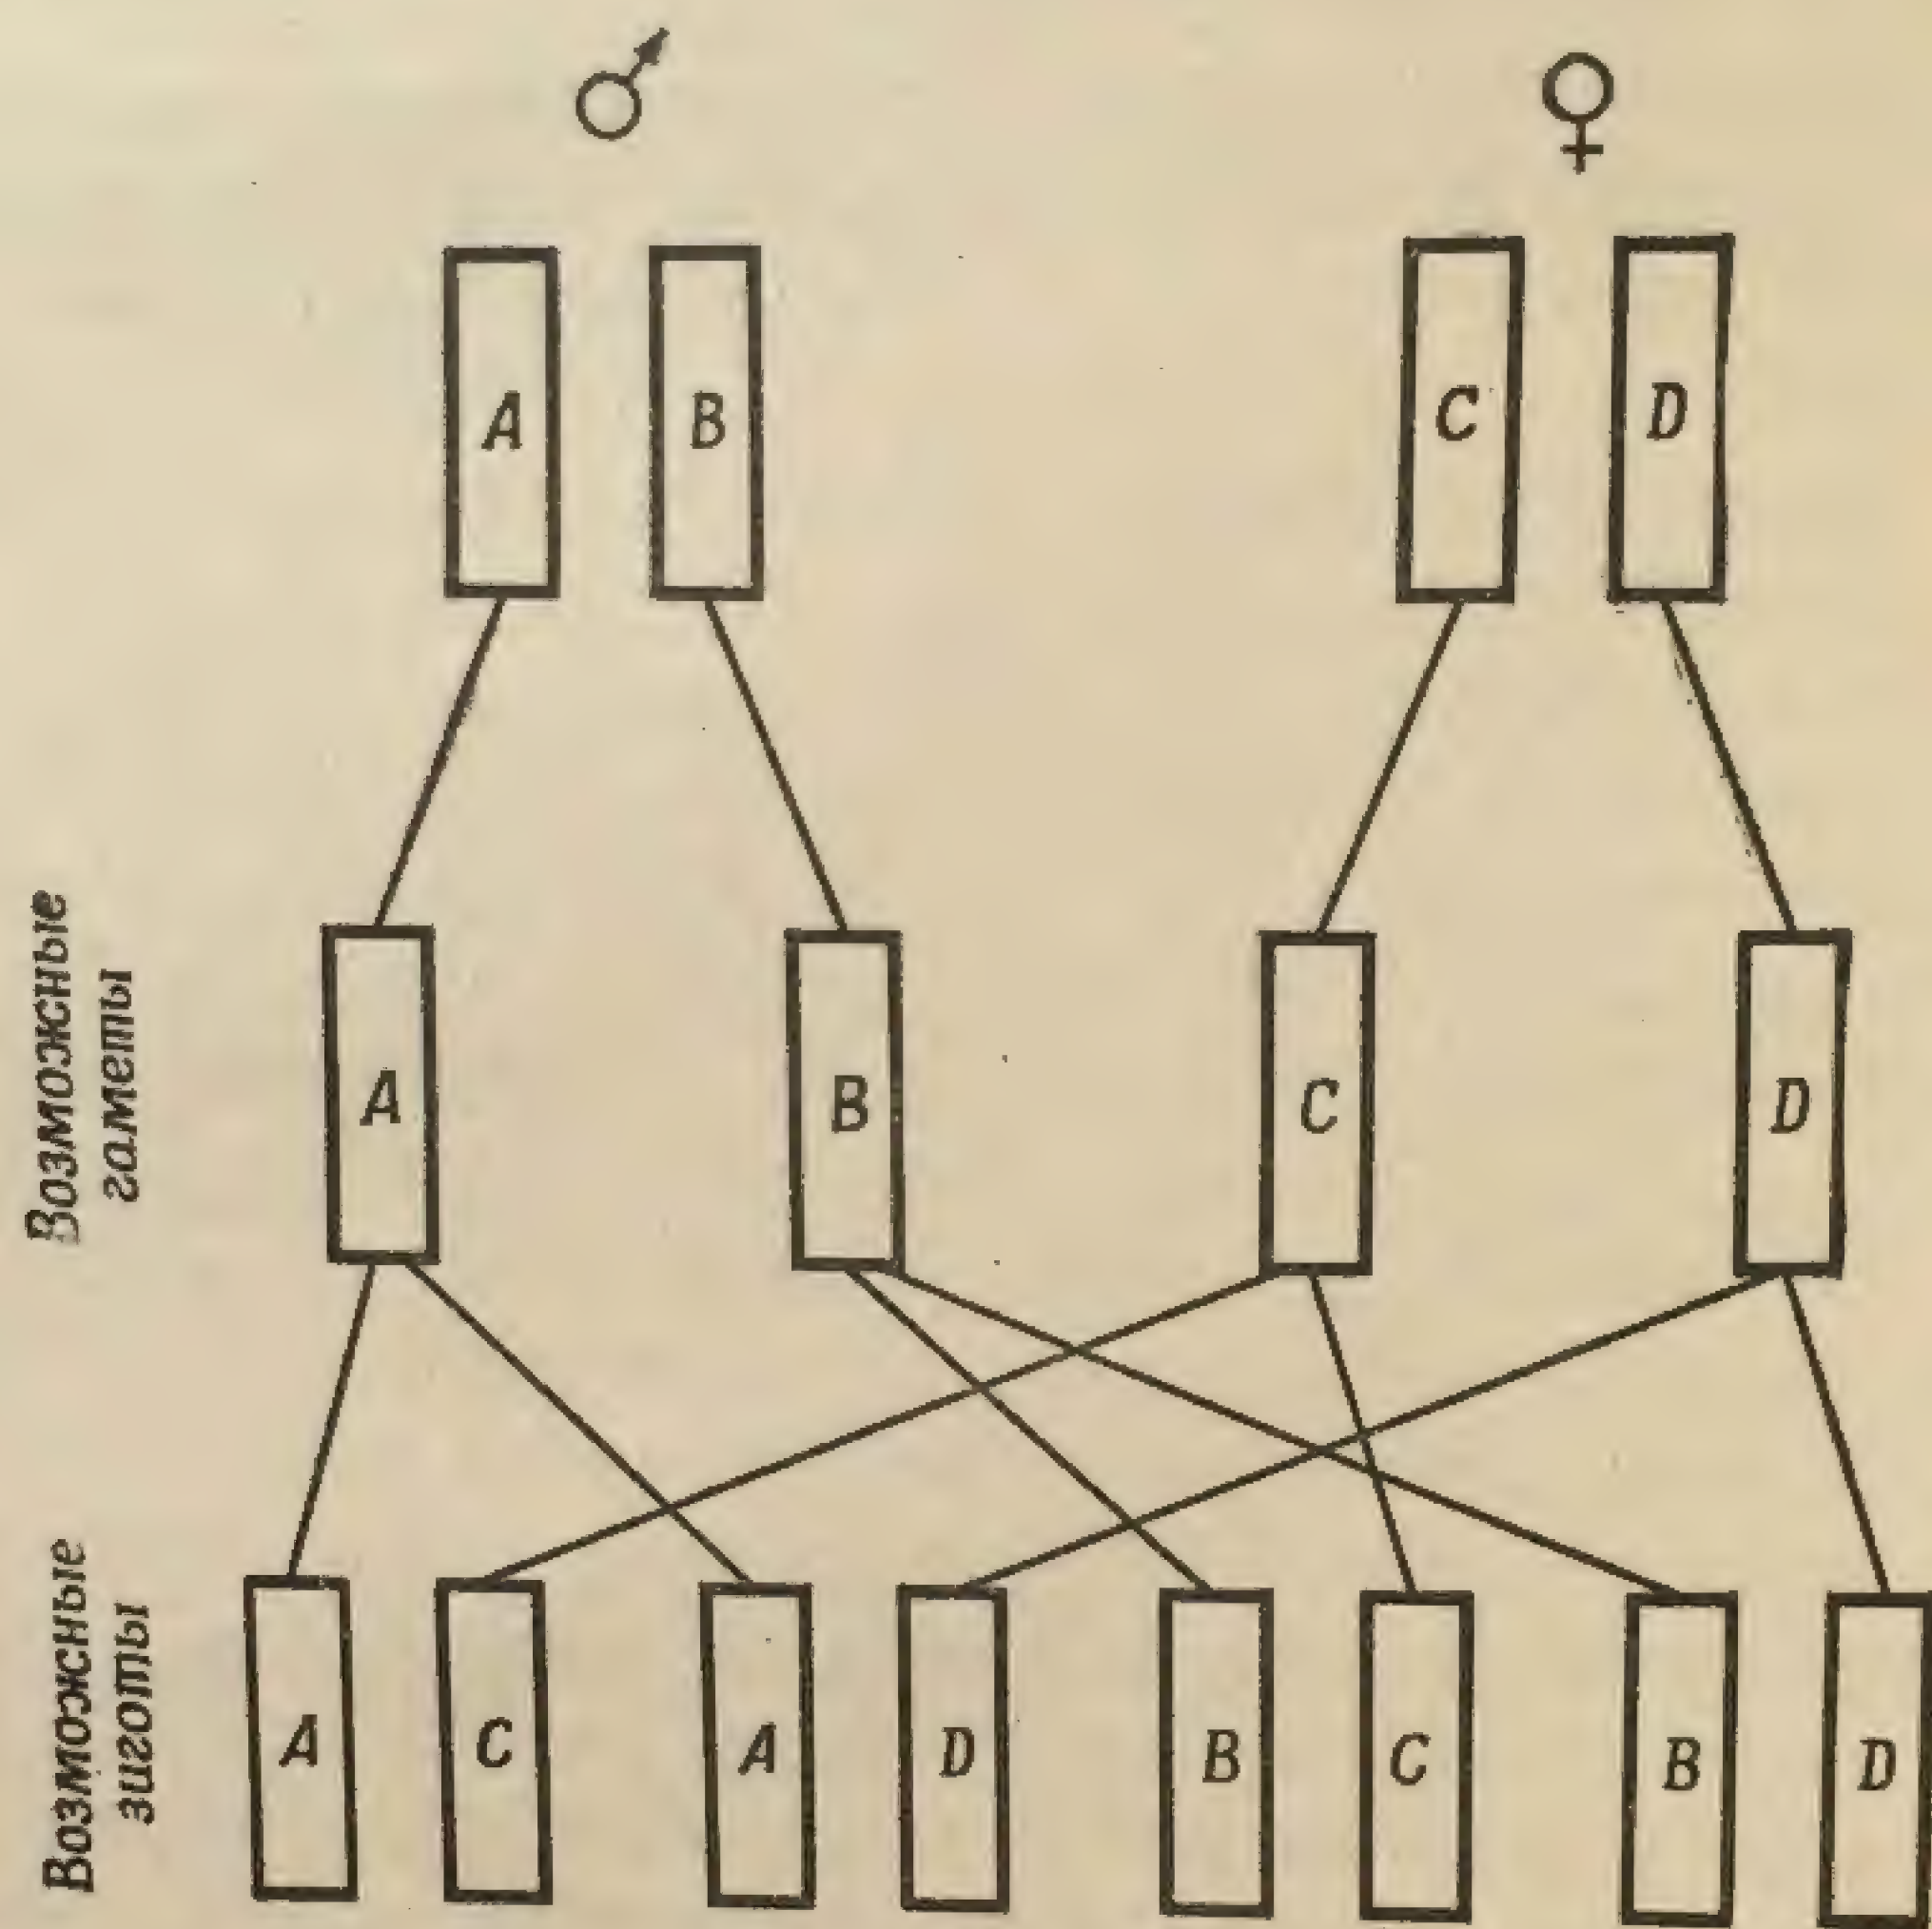 ♂ ♀
A B C D
Возможные
гаметы
A B C D
Возможные
зиготы
A C A D B C B D